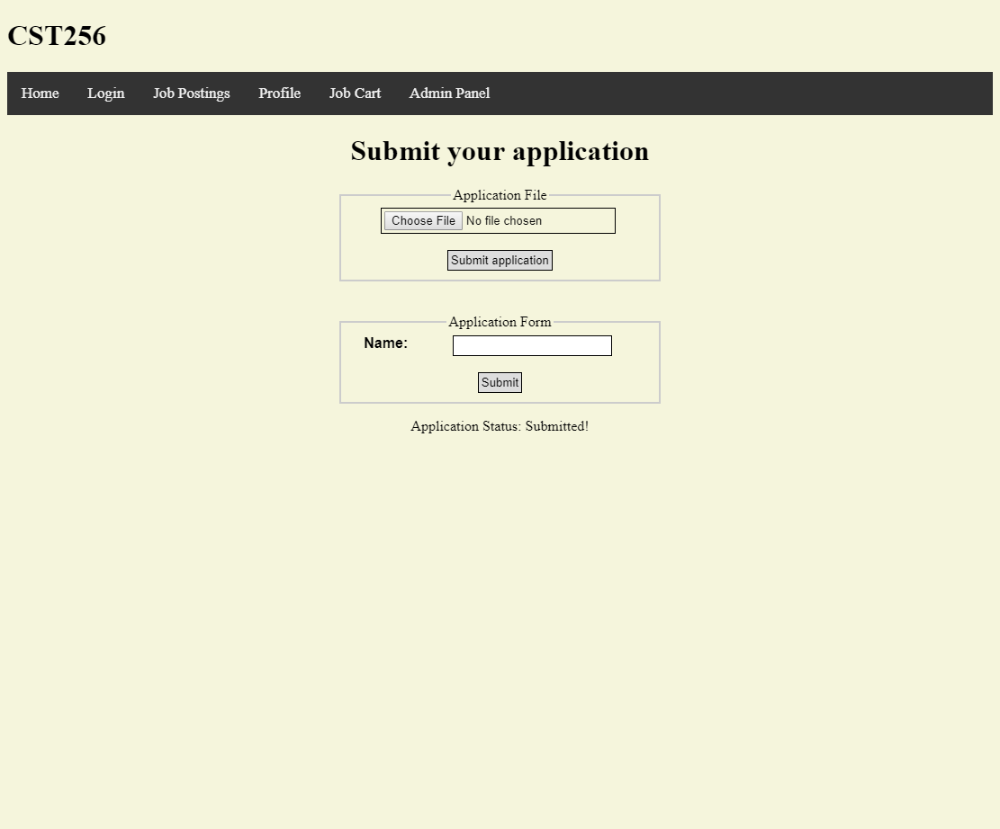 CST256
Home Login Job Postings Profile Job Cart Admin Panel
Submit your application
Application File
Choose File No file chosen
Submit application
Application Form
Name:
Submit
Application Status: Submitted!